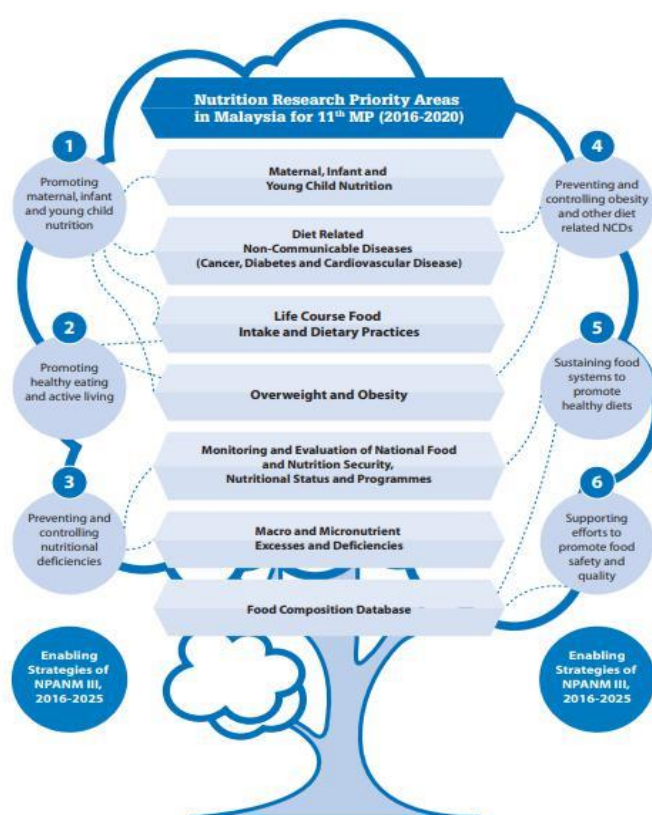 Nutrition Research Priority Areas
in Malaysia for 11th MP (2016-2020)
1
Promoting
maternal, infant
and young child
nutrition
2
Promoting
healthy eating
and active living
3
Preventing and
controlling
nutritional
deficiencies
Enabling
Strategies of
NPANM III,
2016-2025
Maternal, Infant and
Young Child Nutrition
Diet Related
Non-Communicable Diseases
(Cancer, Diabetes and Cardiovascular Disease)
Life Course Food
Intake and Dietary Practices
Overweight and Obesity
Monitoring and Evaluation of National Food
and Nutrition Security,
Nutritional Status and Programmes
Macro and Micronutrient
Excesses and Deficiencies
Food Composition Database
4
Preventing and
controlling obesity
and other diet
related NCDs
5
Sustaining food
systems to
promote
healthy diets
6
Supporting
efforts to
promote food
safety and
quality
Enabling
Strategies of
NPANM III,
2016-2025